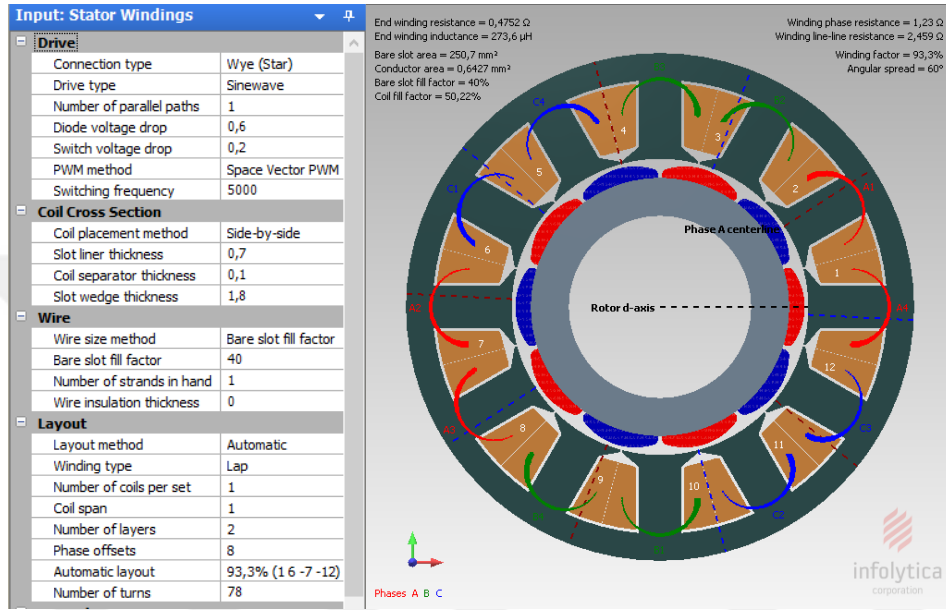 Input: Stator Windings
Drive
Connection type Wye (Star)
Drive type Sinewave
Number of parallel paths 1
Diode voltage drop 0,6
Switch voltage drop 0,2
PWM method Space Vector PWM
Switching frequency 5000
Coil Cross Section
Coil placement method Side-by-side
Slot liner thickness 0,7
Coil separator thickness 0,1
Slot wedge thickness 1,8
Wire
Wire size method Bare slot fill factor
Bare slot fill factor 40
Number of strands in hand 1
Wire insulation thickness 0
Layout
Layout method Automatic
Winding type Lap
Number of coils per set 1
Coil span 1
Number of layers 2
Phase offsets 8
Automatic layout 93,3% (1 6 -7 -12)
Number of turns 78
End winding resistance = 0,4752 Ω
End winding inductance = 273,6 µH
Bare slot area = 250,7 mm²
Conductor area = 0,6427 mm²
Bare slot fill factor = 40%
Coil fill factor = 50,22%
Winding phase resistance = 1,23 Ω
Winding line-line resistance = 2,459 Ω
Winding factor = 93,3%
Angular spread = 60°
C4
4
3
5
2
C1
A1
6
Phase A centerline
1
A2
Rotor d-axis
A4
7
12
A3
8
C3
11
9
10
B4
C2
B1
Phases A B C
infolytica
corporation